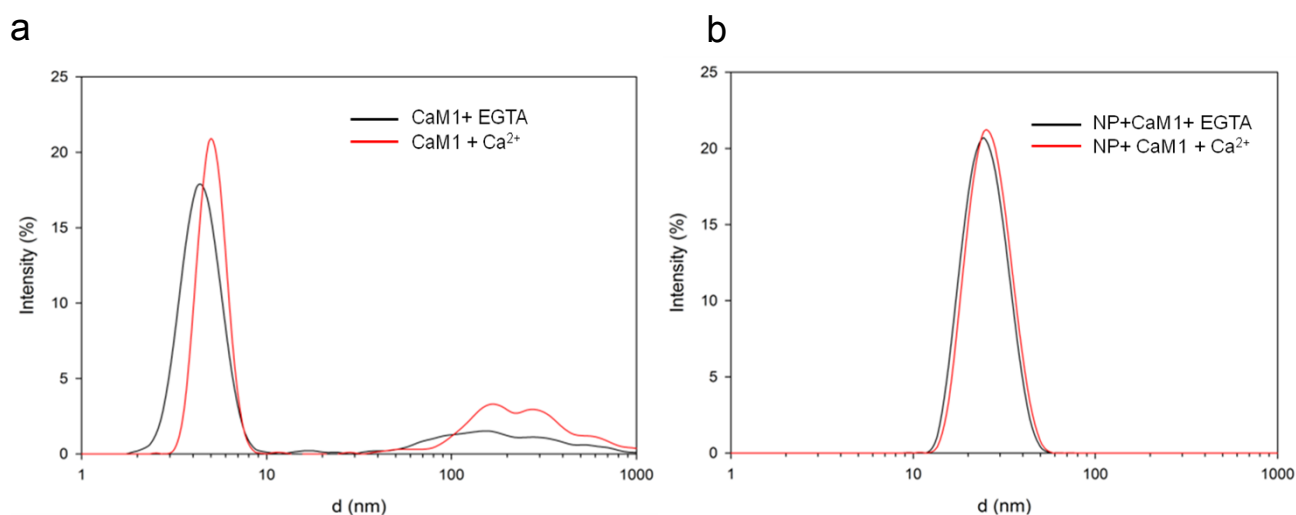 a
25
20
15
10
5
0
Intensity (%)
CaM1+ EGTA
CaM1 + Ca²⁺
1
10
100
1000
d (nm)
b
25
20
15
10
5
0
Intensity (%)
NP+CaM1+ EGTA
NP+ CaM1 + Ca²⁺
1
10
100
1000
d (nm)